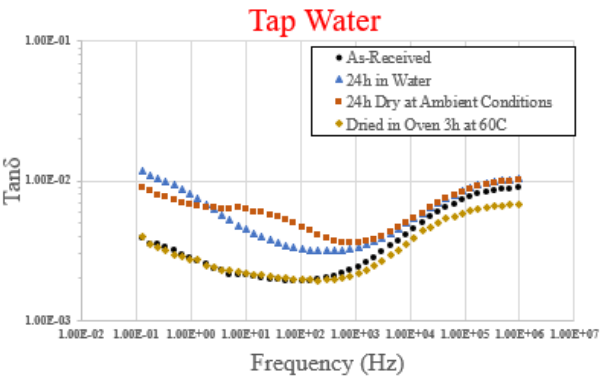 Tap Water
1.00E-01
As-Received
24h in Water
24h Dry at Ambient Conditions
Dried in Oven 3h at 60C
Tanδ
1.00E-02
1.00E-03
1.00E-02 1.00E-01 1.00E+00 1.00E+01 1.00E+02 1.00E+03 1.00E+04 1.00E+05 1.00E+06 1.00E+07
Frequency (Hz)